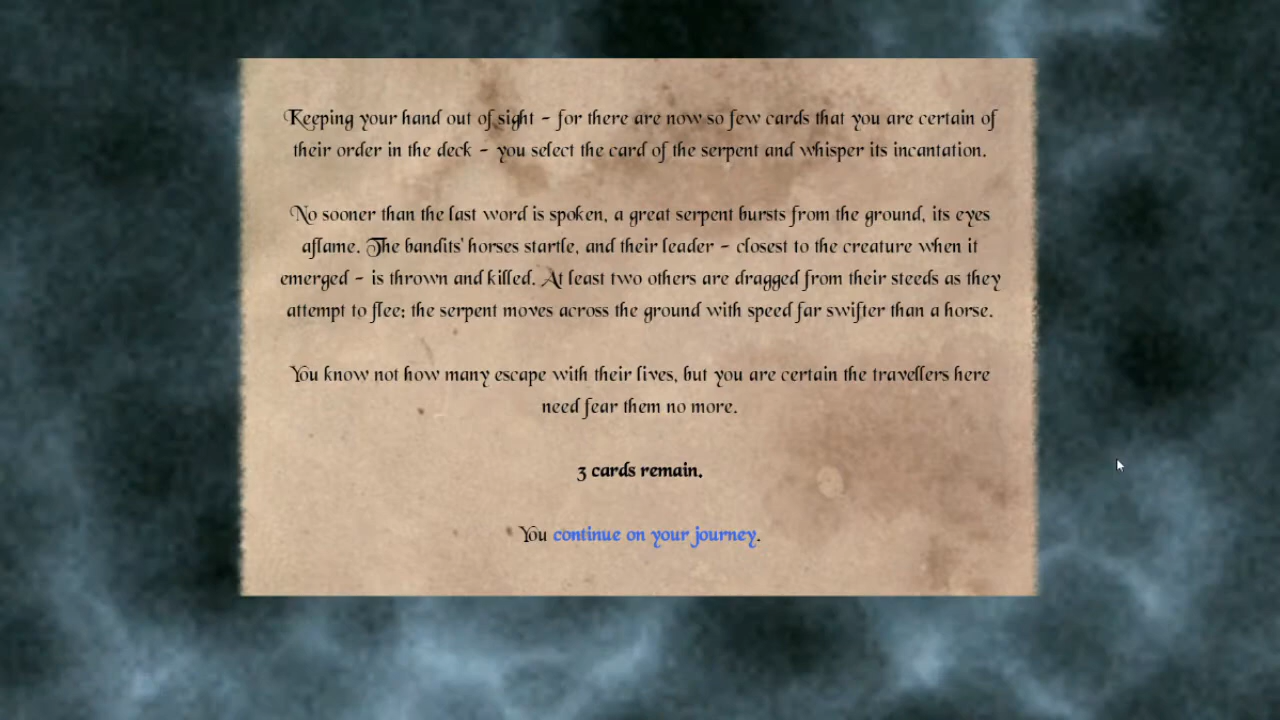 Keeping your hand out of sight – for there are now so few cards that you are certain of
their order in the deck – you select the card of the serpent and whisper its incantation.
No sooner than the last word is spoken, a great serpent bursts from the ground, its eyes
aflame. The bandits' horses startle, and their leader – closest to the creature when it
emerged – is thrown and killed. At least two others are dragged from their steeds as they
attempt to flee; the serpent moves across the ground with speed far swifter than a horse.
You know not how many escape with their lives, but you are certain the travellers here
need fear them no more.
3 cards remain.
You continue on your journey.